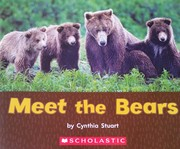 Meet the Bears
by Cynthia Stuart
SCHOLASTIC